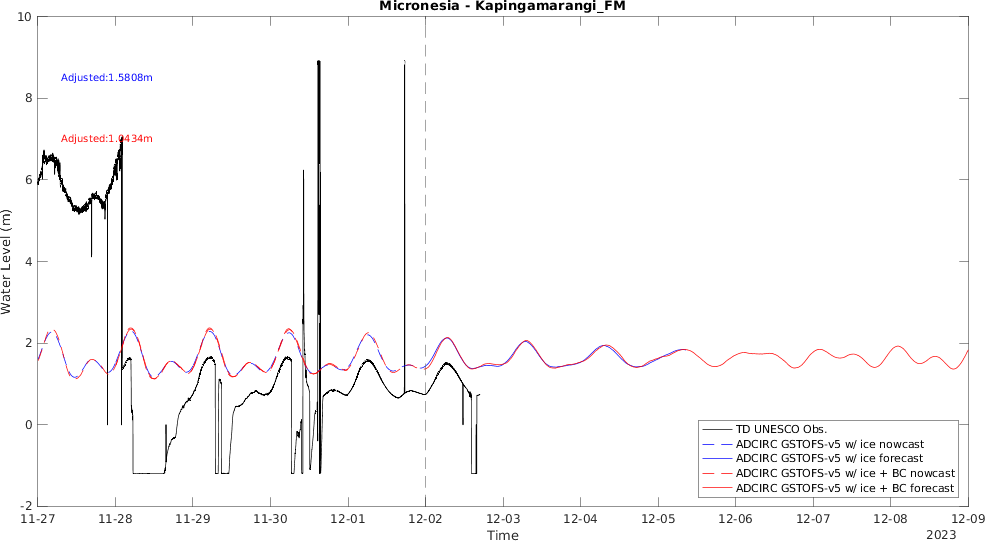 Micronesia - Kapingamarangi_FM
10
8
6
4
2
0
-2
Water Level (m)
Adjusted:1.5808m
Adjusted:1.0434m
TD UNESCO Obs.
ADCIRC GSTOFS-v5 w/ ice nowcast
ADCIRC GSTOFS-v5 w/ ice forecast
ADCIRC GSTOFS-v5 w/ ice + BC nowcast
ADCIRC GSTOFS-v5 w/ ice + BC forecast
11-27 11-28 11-29 11-30 12-01 12-02 12-03 12-04 12-05 12-06 12-07 12-08 12-09
Time
2023